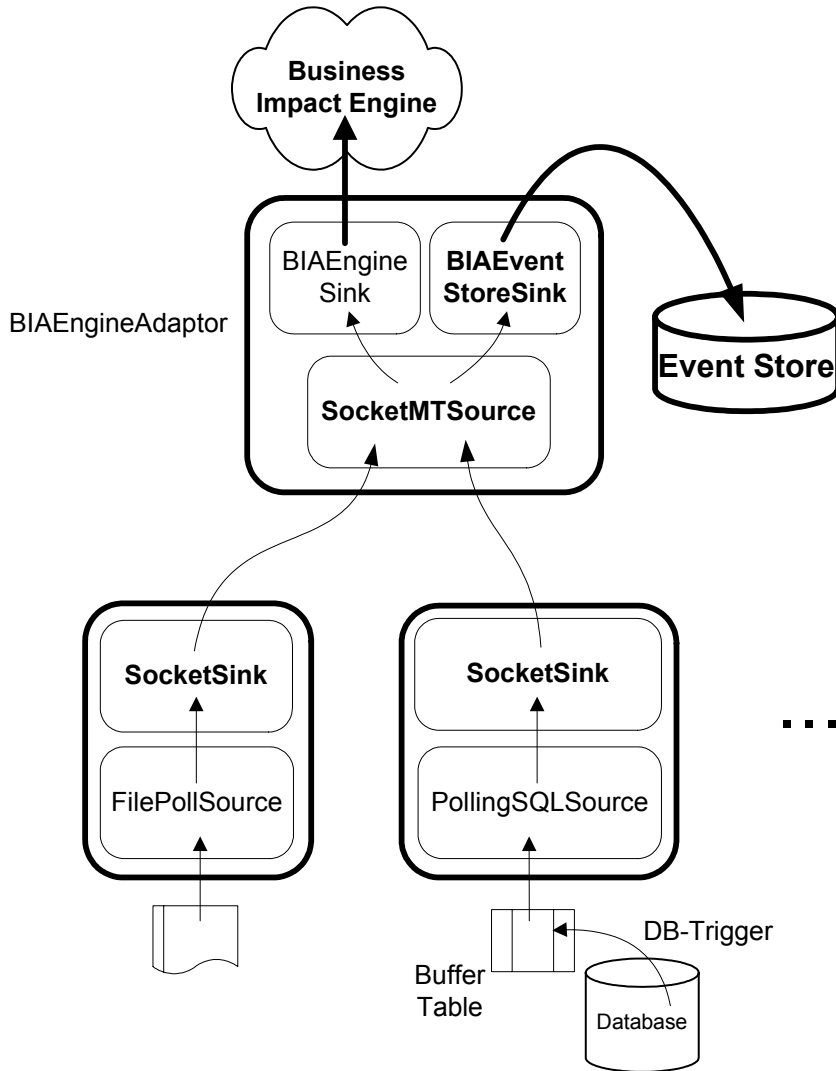 Business
Impact Engine
BIAEngine
Sink
BIAEvent
StoreSink
BIAEngineAdaptor
Event Store
SocketMTSource
SocketSink
SocketSink
FilePollSource
PollingSQLSource
DB-Trigger
Buffer
Table
Database